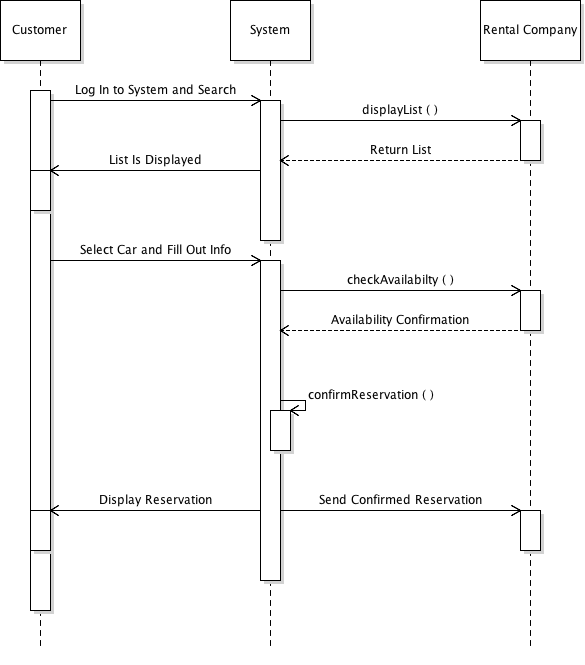 Customer
System
Rental Company
Log In to System and Search
displayList ( )
Return List
List Is Displayed
Select Car and Fill Out Info
checkAvailabilty ( )
Availability Confirmation
confirmReservation ( )
Display Reservation
Send Confirmed Reservation